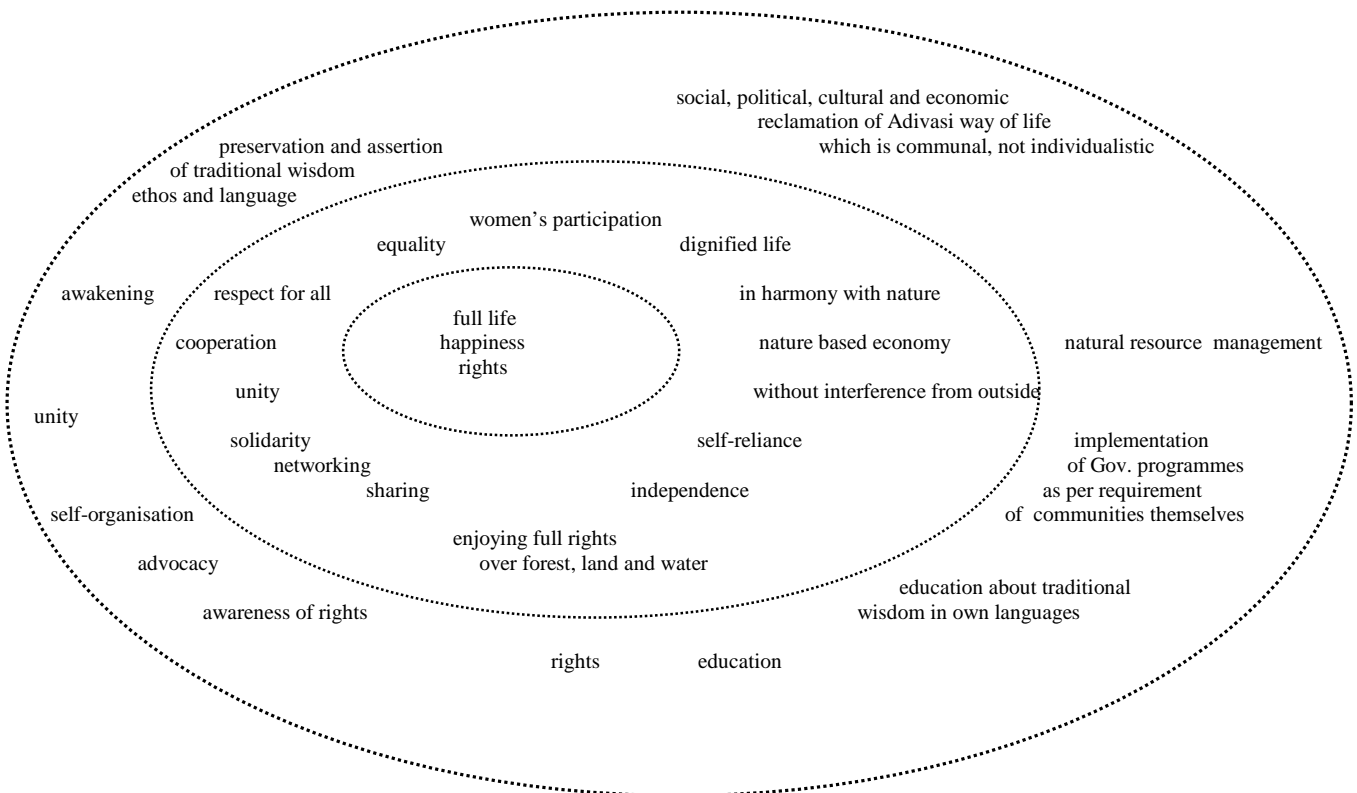 social, political, cultural and economic
reclamation of Adivasi way of life
which is communal, not individualistic
preservation and assertion
of traditional wisdom
ethos and language
women's participation
equality
dignified life
awakening
respect for all
in harmony with nature
full life
happiness
rights
cooperation
nature based economy
natural resource management
unity
without interference from outside
unity
solidarity
networking
sharing
self-reliance
independence
implementation
of Gov. programmes
as per requirement
of communities themselves
self-organisation
enjoying full rights
over forest, land and water
advocacy
education about traditional
wisdom in own languages
awareness of rights
rights
education